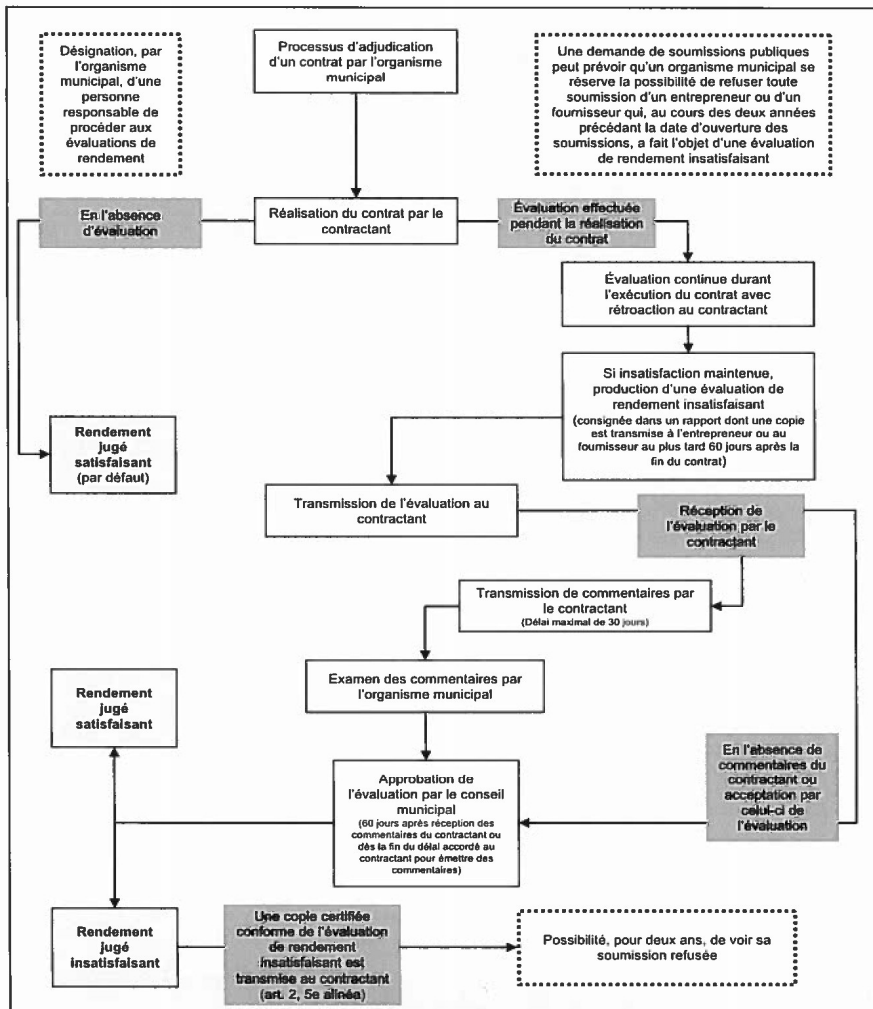 Désignation, par
l'organisme
municipal, d'une
personne
responsable de
procéder aux
évaluations de
rendement
Processus d'adjudication
d'un contrat par l'organisme
municipal
Une demande de soumissions publiques
peut prévoir qu'un organisme municipal se
réserve la possibilité de refuser toute
soumission d'un entrepreneur ou d'un
fournisseur qui, au cours des deux années
précédant la date d'ouverture des
soumissions, a fait l'objet d'une évaluation
de rendement insatisfaisant
En l'absence
d'évaluation
Réalisation du contrat par le
contractant
Évaluation effectuée
pendant la réalisation
du contrat
Évaluation continue durant
l'exécution du contrat avec
rétroaction au contractant
Si insatisfaction maintenue,
production d'une évaluation de
rendement insatisfaisant
(consignée dans un rapport dont une copie
est transmise à l'entrepreneur ou au
fournisseur au plus tard 60 jours après la
fin du contrat)
Rendement
jugé
satisfaisant
(par défaut)
Transmission de l'évaluation au
contractant
Réception de
l'évaluation par le
contractant
Transmission de commentaires par
le contractant
(Délai maximal de 30 jours)
Examen des commentaires par
l'organisme municipal
Rendement
jugé
satisfaisant
En l'absence de
commentaires du
contractant ou
acceptation par
celui-ci de
l'évaluation
Approbation de
l'évaluation par le conseil
municipal
(60 jours après réception des
commentaires du contractant ou
dès la fin du délai accordé au
contractant pour émettre des
commentaires)
Rendement
jugé
insatisfaisant
Une copie certifiée
conforme de l'évaluation
de rendement
insatisfaisant est
transmise au contractant
(art. 2, 5e alinéa)
Possibilité, pour deux ans, de voir sa
soumission refusée